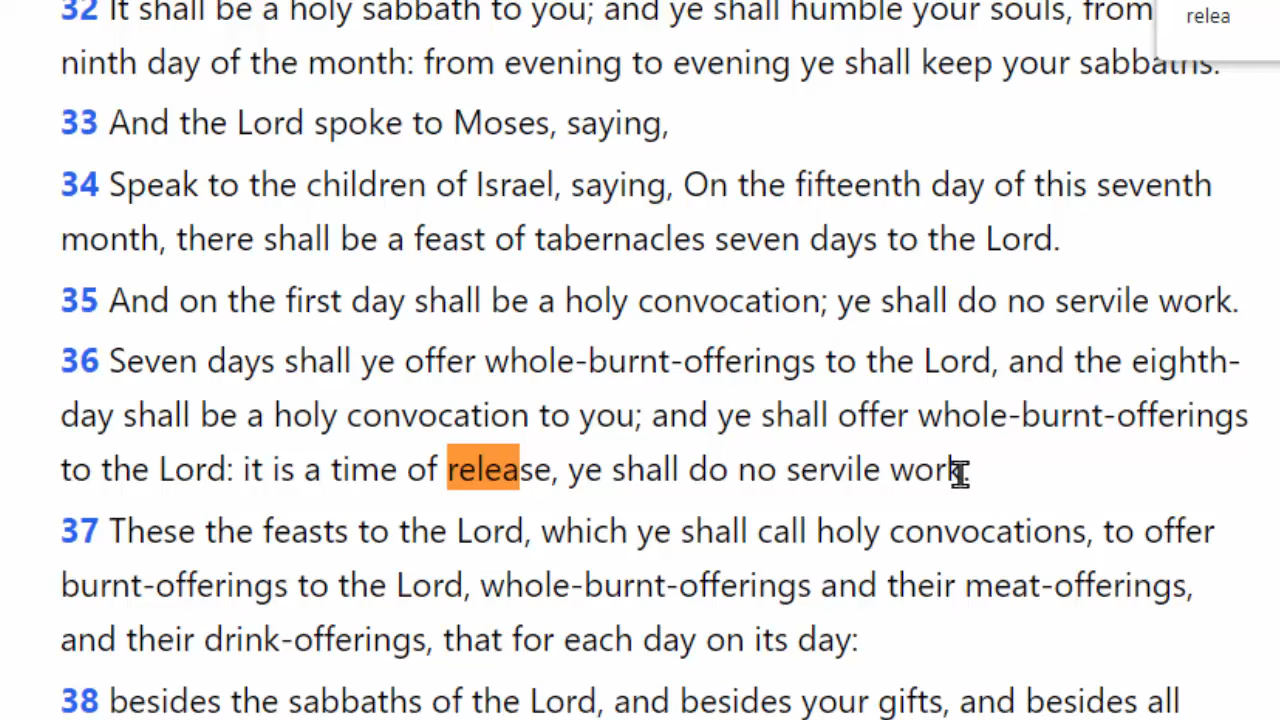 32 It shall be a holy sabbath to you; and ye shall humble your souls, from
relea
ninth day of the month: from evening to evening ye shall keep your sabbaths.
33 And the Lord spoke to Moses, saying,
34 Speak to the children of Israel, saying, On the fifteenth day of this seventh
month, there shall be a feast of tabernacles seven days to the Lord.
35 And on the first day shall be a holy convocation; ye shall do no servile work.
36 Seven days shall ye offer whole-burnt-offerings to the Lord, and the eighth-
day shall be a holy convocation to you; and ye shall offer whole-burnt-offerings
to the Lord: it is a time of release, ye shall do no servile work.
37 These the feasts to the Lord, which ye shall call holy convocations, to offer
burnt-offerings to the Lord, whole-burnt-offerings and their meat-offerings,
and their drink-offerings, that for each day on its day:
38 besides the sabbaths of the Lord, and besides your gifts, and besides all